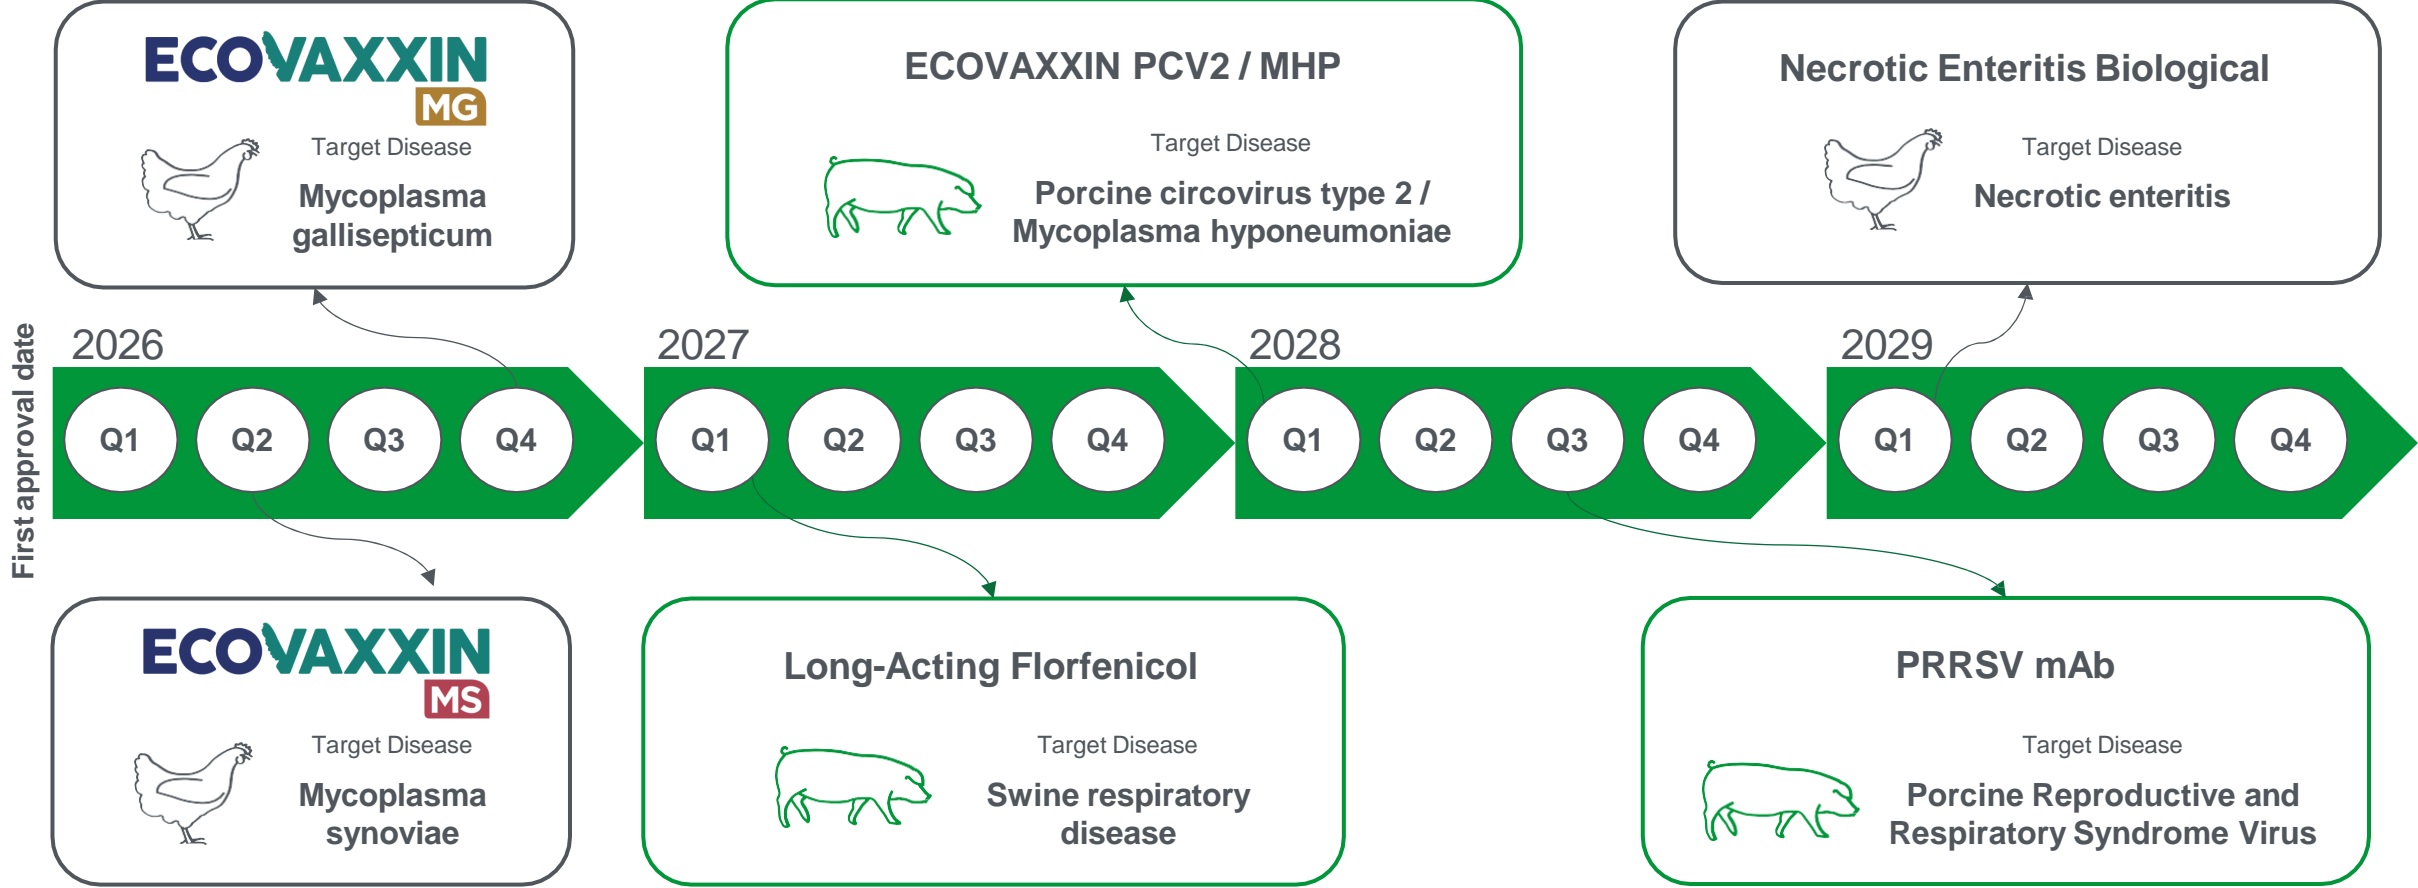 ECOVAXXIN
MG
Target Disease
Mycoplasma
gallisepticum
ECOVAXXIN PCV2 / MHP
Target Disease
Porcine circovirus type 2 /
Mycoplasma hyponeumoniae
Necrotic Enteritis Biological
Target Disease
Necrotic enteritis
First approval date
2026
Q1
Q2
Q3
Q4
2027
Q1
Q2
Q3
Q4
2028
Q1
Q2
Q3
Q4
2029
Q1
Q2
Q3
Q4
ECOVAXXIN
MS
Target Disease
Mycoplasma
synoviae
Long-Acting Florfenicol
Target Disease
Swine respiratory
disease
PRRSV mAb
Target Disease
Porcine Reproductive and
Respiratory Syndrome Virus